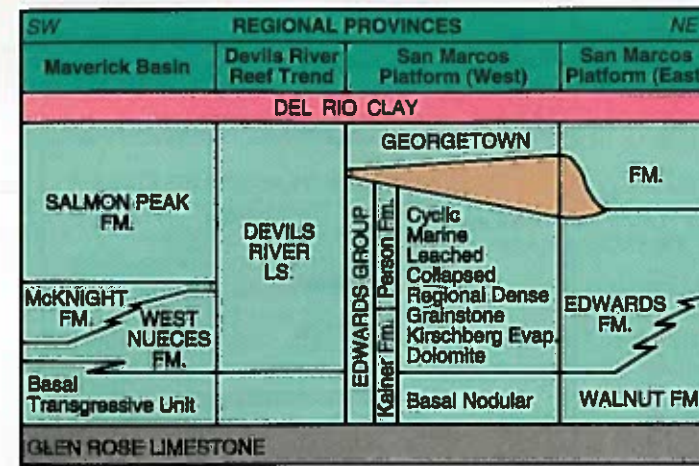 SW REGIONAL PROVINCES NE
Maverick Basin
Devils River
Reef Trend
San Marcos
Platform (West)
San Marcos
Platform (East
DEL RIO CLAY
SALMON PEAK
FM.
McKNIGHT
FM.
WEST
NUECES
FM.
Basal
Transgressive Unit
DEVILS
RIVER
LS.
GEORGETOWN
FM.
EDWARDS GROUP
Person Fm.
Kainer Fm.
Cyclic
Marine
Leached
Collapsed
Regional Dense
Grainstone
Kirschberg Evap.
Dolomite
Basal Nodular
EDWARDS
FM.
WALNUT FM
GLEN ROSE LIMESTONE